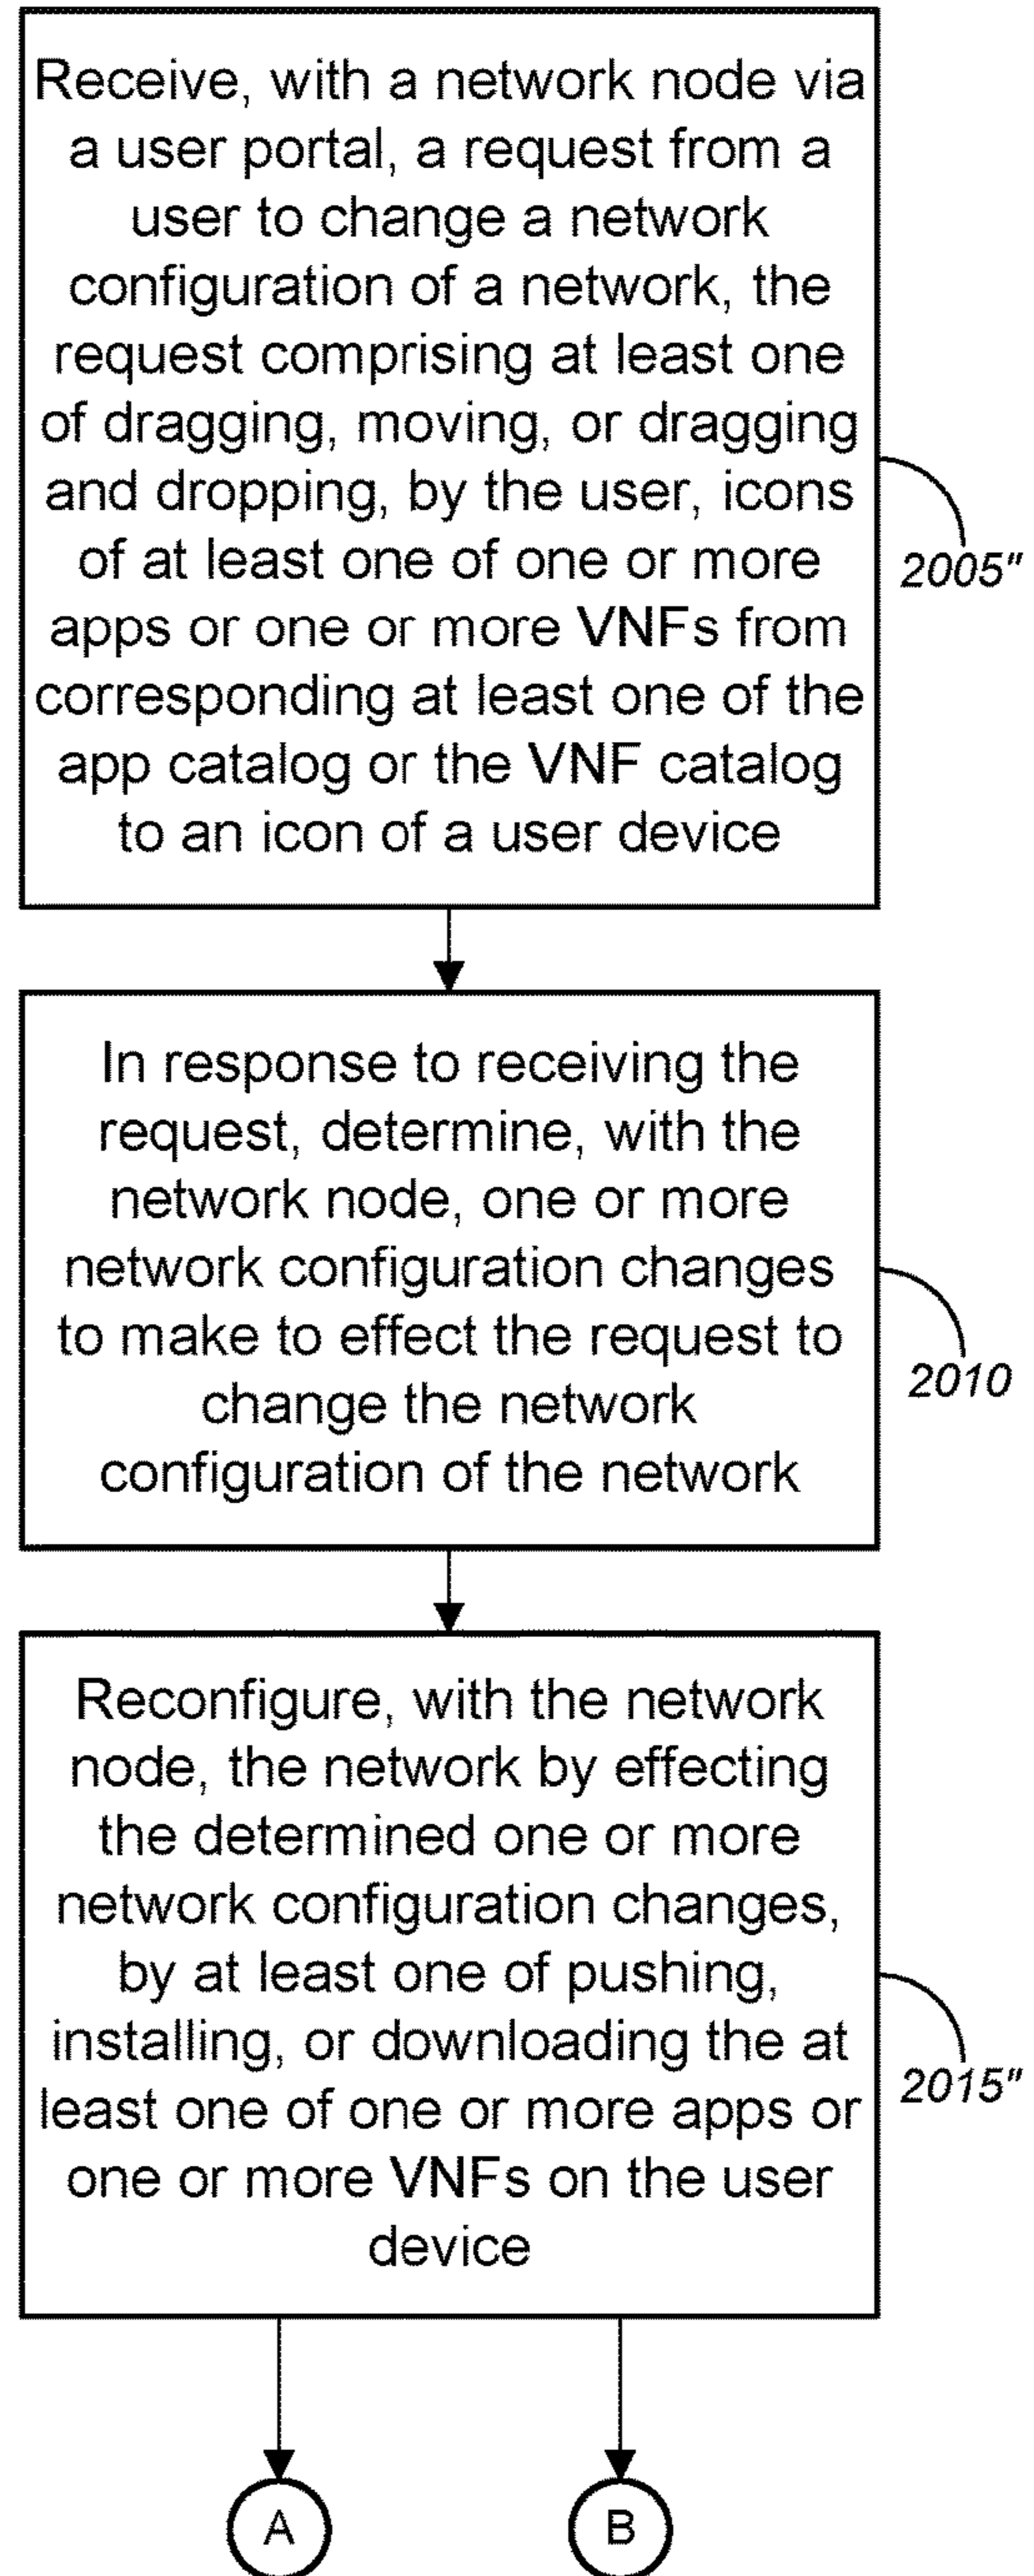 Receive, with a network node via
a user portal, a request from a
user to change a network
configuration of a network, the
request comprising at least one
of dragging, moving, or dragging
and dropping, by the user, icons
of at least one of one or more
apps or one or more VNFs from
corresponding at least one of the
app catalog or the VNF catalog
to an icon of a user device
2005"
In response to receiving the
request, determine, with the
network node, one or more
network configuration changes
to make to effect the request to
change the network
configuration of the network
2010
Reconfigure, with the network
node, the network by effecting
the determined one or more
network configuration changes,
by at least one of pushing,
installing, or downloading the at
least one of one or more apps or
one or more VNFs on the user
device
2015"
A
B